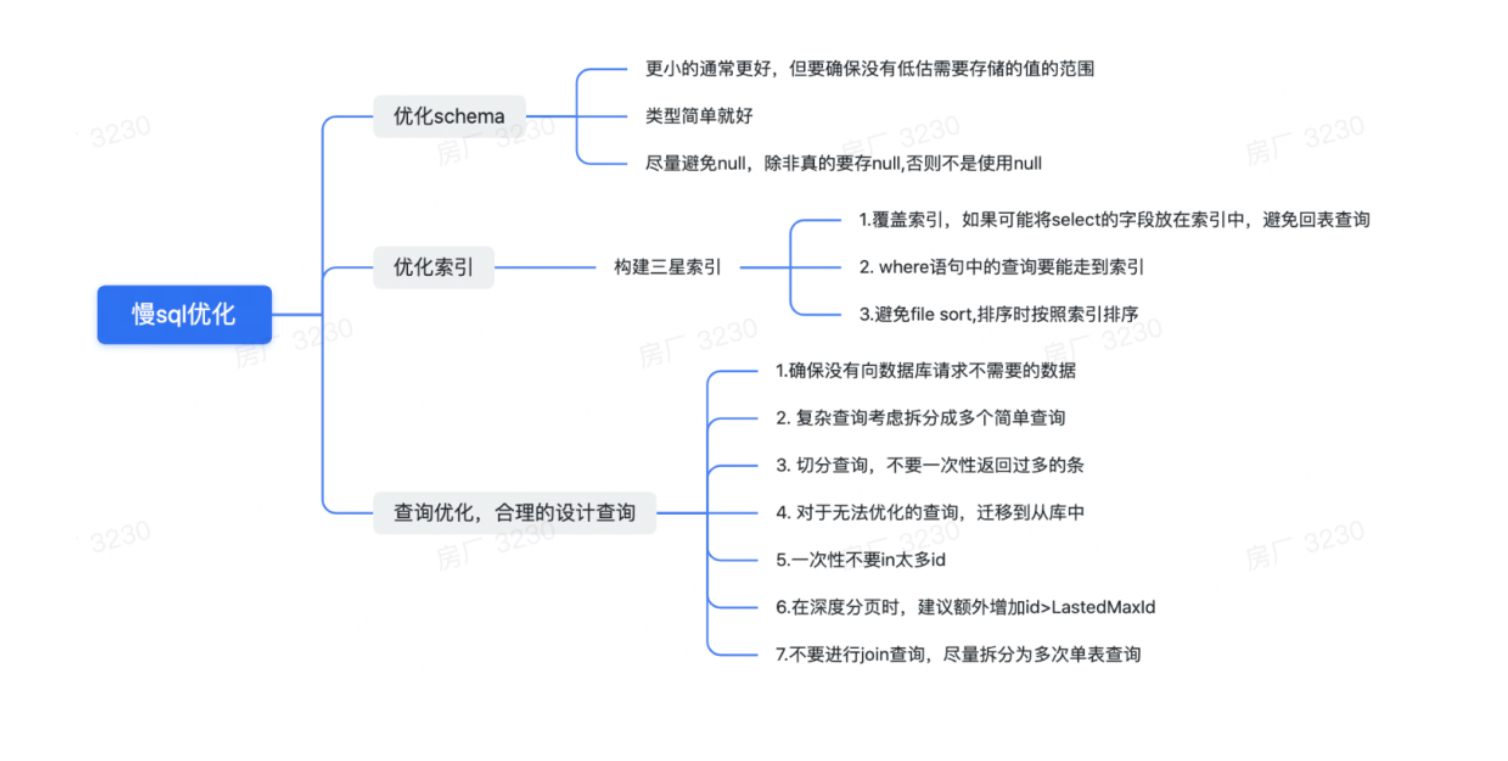 更小的通常更好，但要确保没有低估需要存储的值的范围
优化schema
类型简单就好
尽量避免null，除非真的要存null,否则不是使用null
1.覆盖索引，如果可能将select的字段放在索引中，避免回表查询
优化索引
构建三星索引
2. where语句中的查询要能走到索引
3.避免file sort,排序时按照索引排序
慢sql优化
1.确保没有向数据库请求不需要的数据
2. 复杂查询考虑拆分成多个简单查询
3. 切分查询，不要一次性返回过多的条
查询优化，合理的设计查询
4. 对于无法优化的查询，迁移到从库中
5.一次性不要in太多id
6.在深度分页时，建议额外增加id>LastedMaxId
7.不要进行join查询，尽量拆分为多次单表查询
3230
房厂 3230
房厂 3230
房厂 3230
房厂 3230
房厂 3230
房厂 3230
3230
房厂 3230
房厂 3230
房厂 3230